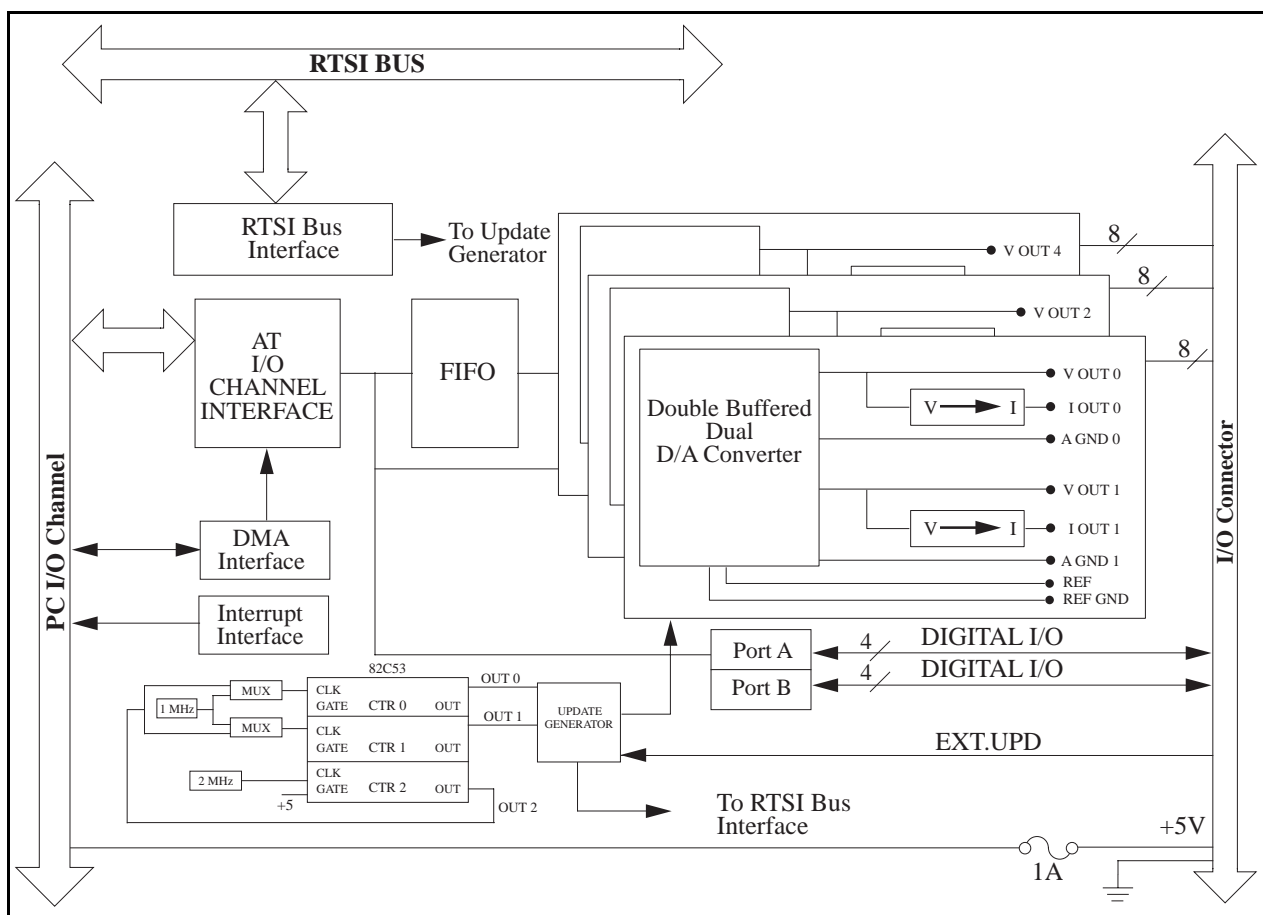 RTSI BUS
RTSI Bus
Interface
To Update
Generator
V OUT 4
8
V OUT 2
8
8
AT
I/O
CHANNEL
INTERFACE
FIFO
Double Buffered
Dual
D/A Converter
V OUT 0
V
I
I OUT 0
A GND 0
V OUT 1
V
I
I OUT 1
A GND 1
REF
REF GND
PC I/O Channel
I/O Connector
DMA
Interface
Interrupt
Interface
Port A
4
DIGITAL I/O
Port B
4
DIGITAL I/O
82C53
MUX
1 MHz
MUX
2 MHz
+5
CLK
GATE
CTR 0
OUT
CLK
GATE
CTR 1
OUT
CLK
GATE
CTR 2
OUT
OUT 0
OUT 1
OUT 2
UPDATE
GENERATOR
EXT.UPD
To RTSI Bus
Interface
+5V
1A